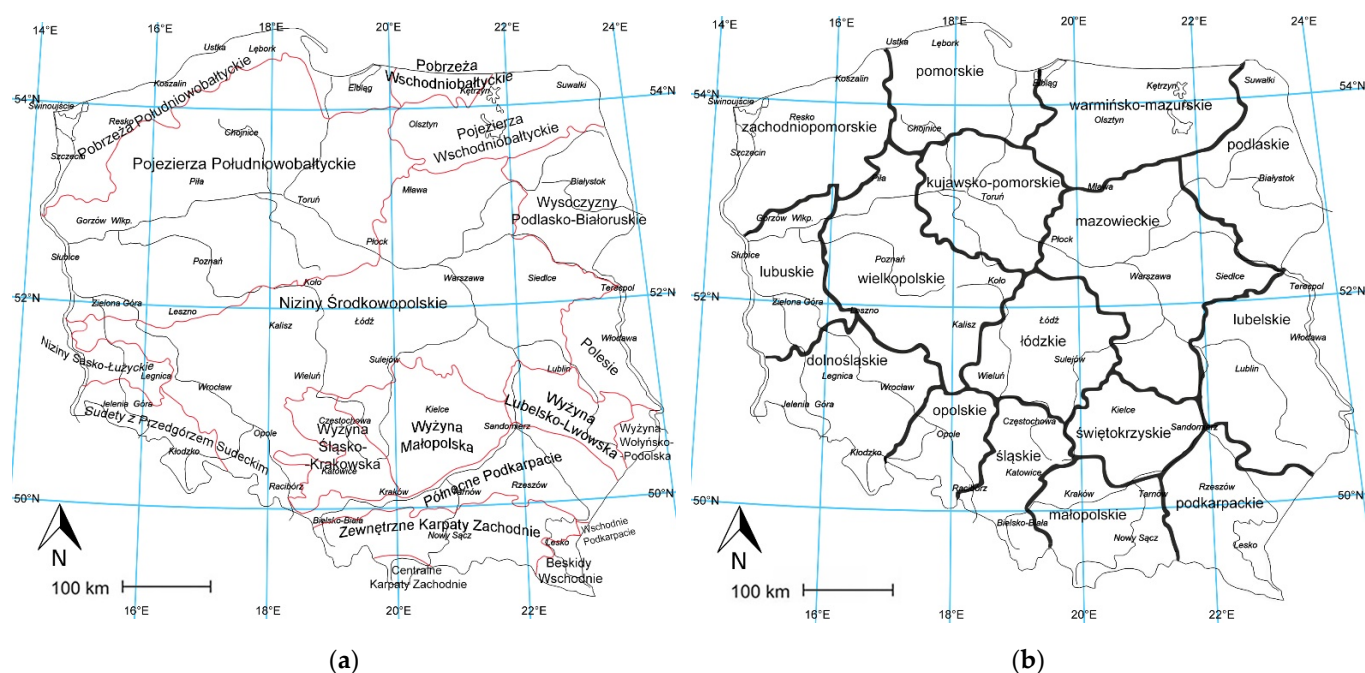 14°E 16°E 18°E 20°E 22°E 24°E
Ustka
Lębork
Pobrzeża
Wschodniobałtyckie
Koszalin
Elbląg
Kętrzyn
Suwałki
54°N
Świnoujście
54°N
Pobrzeża Południowobałtyckie
Resko
Chojnice
Olsztyn
Pojezierza
Wschodniobałtyckie
Szczecin
Pojezierza Południowobałtyckie
Piła
Mława
Białystok
Toruń
Wysoczyzny
Podlasko-Białoruskie
Gorzów Wlkp.
Płock
Słubice
Poznań
Warszawa
Siedlce
Koło
Terespol
52°N
52°N
Niziny Środkowopolskie
Zielona Góra
Leszno
Kalisz
Łódź
Włodawa
Niziny Sasko-Łużyckie
Sulejów
Polesie
Lublin
Legnica
Wrocław
Wieluń
Jelenia Góra
Sudety z Przedgórzem Sudeckim
Częstochowa
Kielce
Wyżyna
Lubelsko-Lwowska
Wyżyna
Śląsko-
-Krakowska
Wyżyna
Małopolska
Sandomierz
Wyżyna-
Wołyńsko-
Podolska
Opole
Kłodzko
Katowice
Północne Podkarpacie
Racibórz
Kraków
Tarnów
Rzeszów
50°N
50°N
Bielsko-Biała
Zewnętrzne Karpaty Zachodnie
Wschodnie
Podkarpacie
Nowy Sącz
Lesko
N
Centralne
Karpaty Zachodnie
Beskidy
Wschodnie
100 km
16°E 18°E 20°E 22°E
(a)
14°E 16°E 18°E 20°E 22°E 24°E
Ustka
Lębork
pomorskie
Koszalin
Elbląg
Kętrzyn
Suwałki
54°N
54°N
Świnoujście
warmińsko-mazurskie
Resko
Olsztyn
zachodniopomorskie
Chojnice
Szczecin
podlaskie
Piła
kujawsko-pomorskie
Mława
Białystok
Toruń
Gorzów Wlkp.
mazowieckie
Płock
Słubice
Poznań
lubuskie
wielkopolskie
Koło
Warszawa
Siedlce
Terespol
52°N
52°N
Zielona Góra
Leszno
Kalisz
Łódź
lubelskie
Włodawa
łódzkie
dolnośląskie
Sulejów
Legnica
Wrocław
Wieluń
Lublin
Jelenia Góra
opolskie
Częstochowa
Kielce
świętokrzyskie
Sandomierz
Opole
śląskie
Kłodzko
Katowice
Racibórz
Kraków
Tarnów
Rzeszów
50°N
50°N
podkarpackie
Bielsko-Biała
małopolskie
Nowy Sącz
Lesko
N
100 km
16°E 18°E 20°E 22°E
(b)